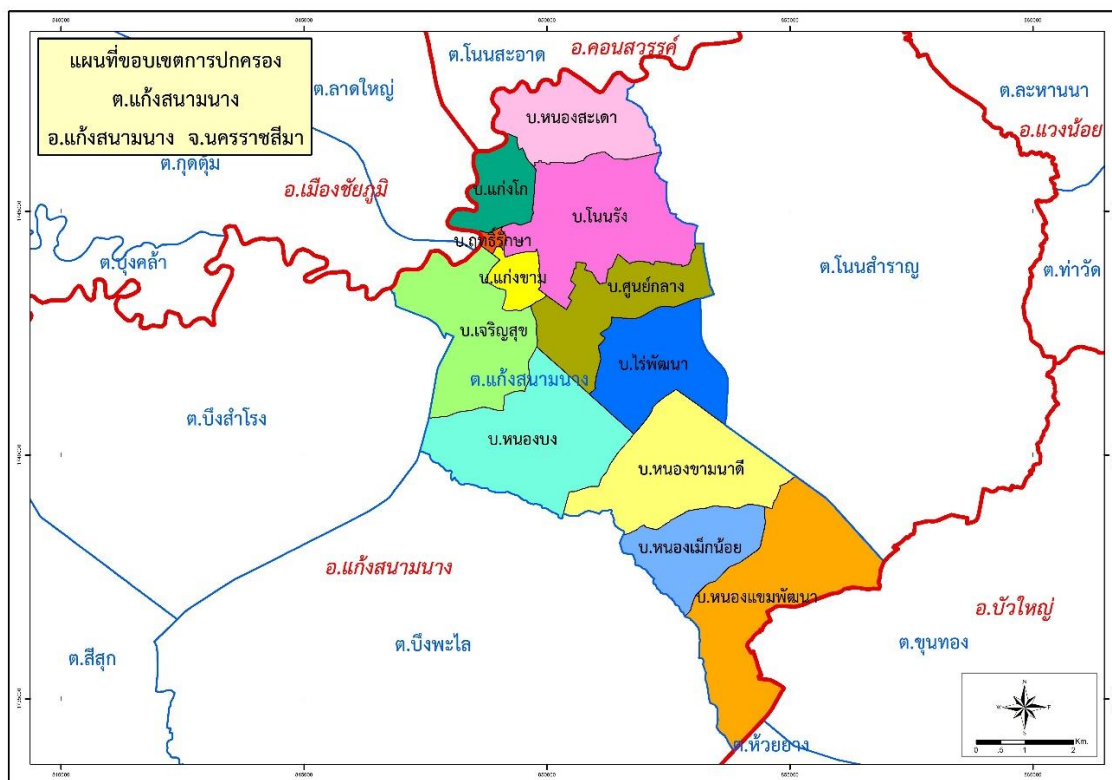 แผนที่ขอบเขตการปกครอง
ต.แก้งสนามนาง
อ.แก้งสนามนาง จ.นครราชสีมา
ต.โนนสะอาด
อ.คอนสวรรค์
ต.ลาดใหญ่
ต.ละหานนา
บ.หนองสะเดา
อ.แวงน้อย
ต.กุดตุ้ม
อ.เมืองชัยภูมิ
บ.แก่งโก
บ.โนนรัง
บ.ฤทธิ์รักษา
ต.บุ่งคล้า
ต.โนนสำราญ
ต.ท่าวัด
บ.แก่งขาม
บ.ศูนย์กลาง
บ.เจริญสุข
บ.ไร่พัฒนา
ต.แก้งสนามนาง
ต.บึงสำโรง
บ.หนองบง
บ.หนองขามนาดี
บ.หนองเม็กน้อย
อ.แก้งสนามนาง
บ.หนองแขมพัฒนา
อ.บัวใหญ่
ต.สีสุก
ต.บึงพะไล
ต.ขุนทอง
N
W E
S
Km.
0 .5 1 2
ต.ห้วยยาง